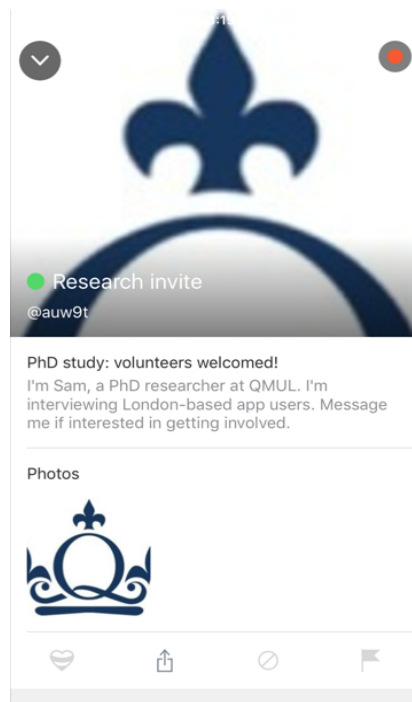 Research invite
@auw9t
PhD study: volunteers welcomed!
I'm Sam, a PhD researcher at QMUL. I'm
interviewing London-based app users. Message
me if interested in getting involved.
Photos
Q